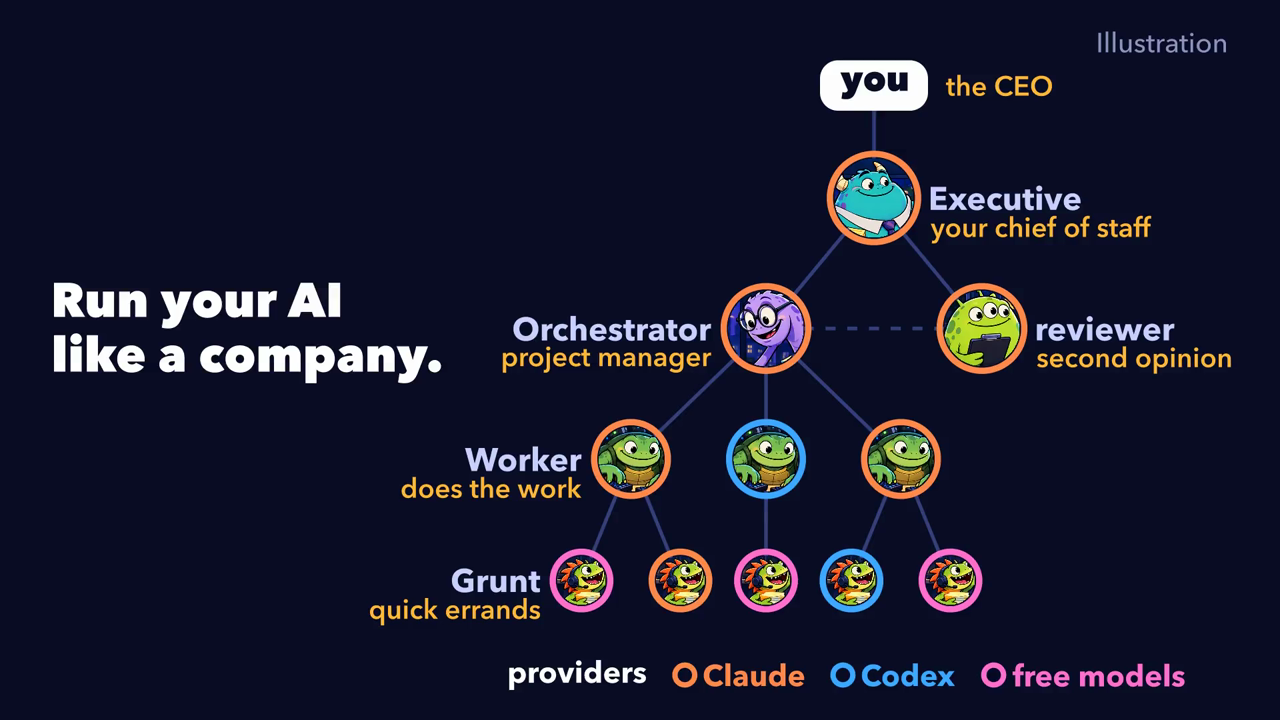 Illustration
you
the CEO
Executive
your chief of staff
Run your AI
like a company.
Orchestrator
project manager
reviewer
second opinion
Worker
does the work
Grunt
quick errands
providers
Claude
Codex
free models